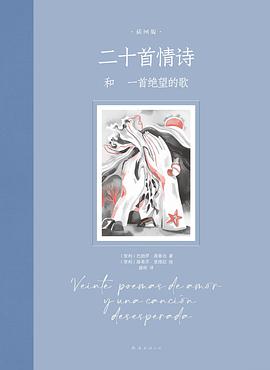 ·插图版·
二十首情诗
和 一首绝望的歌
〔智利〕巴勃罗·聂鲁达 著
Veinte poemas de amor
y una canción
desesperada